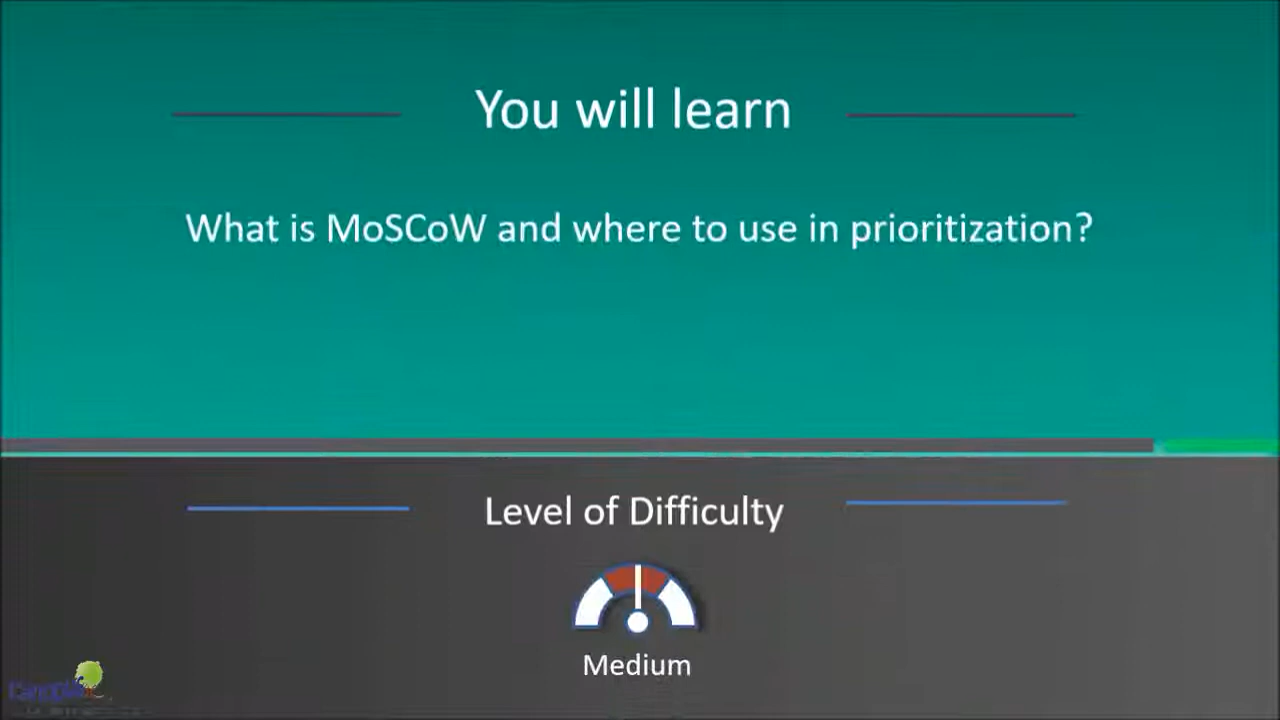 You will learn
What is MoSCoW and where to use in prioritization?
Level of Difficulty
Medium